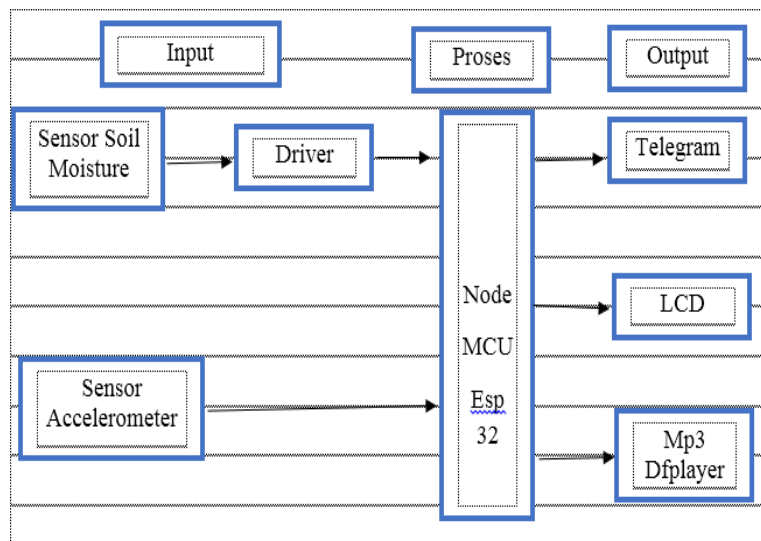 Input
Proses
Output
Sensor Soil
Moisture
Driver
Telegram
Node
MCU
Esp
32
LCD
Sensor
Accelerometer
Mp3
Dfplayer